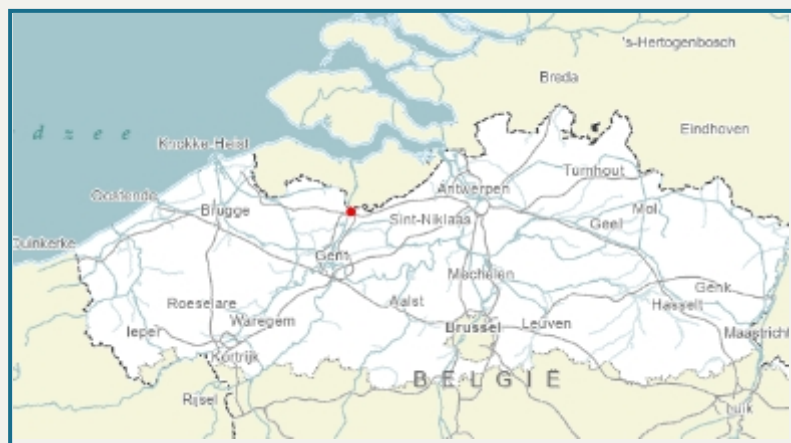 's-Hertogenbosch
Breda
d z e e
Eindhoven
Knokke-Heist
Turnhout
Antwerpen
Oostende
Brugge
Mol
Sint-Niklaas
Geel
Duinkerke
Gent
Mechelen
Genk
Roeselare
Aalst
Hasselt
Ieper
Waregem
Brussel
Leuven
Maastricht
Kortrijk
BELGIË
Rijsel
Luik